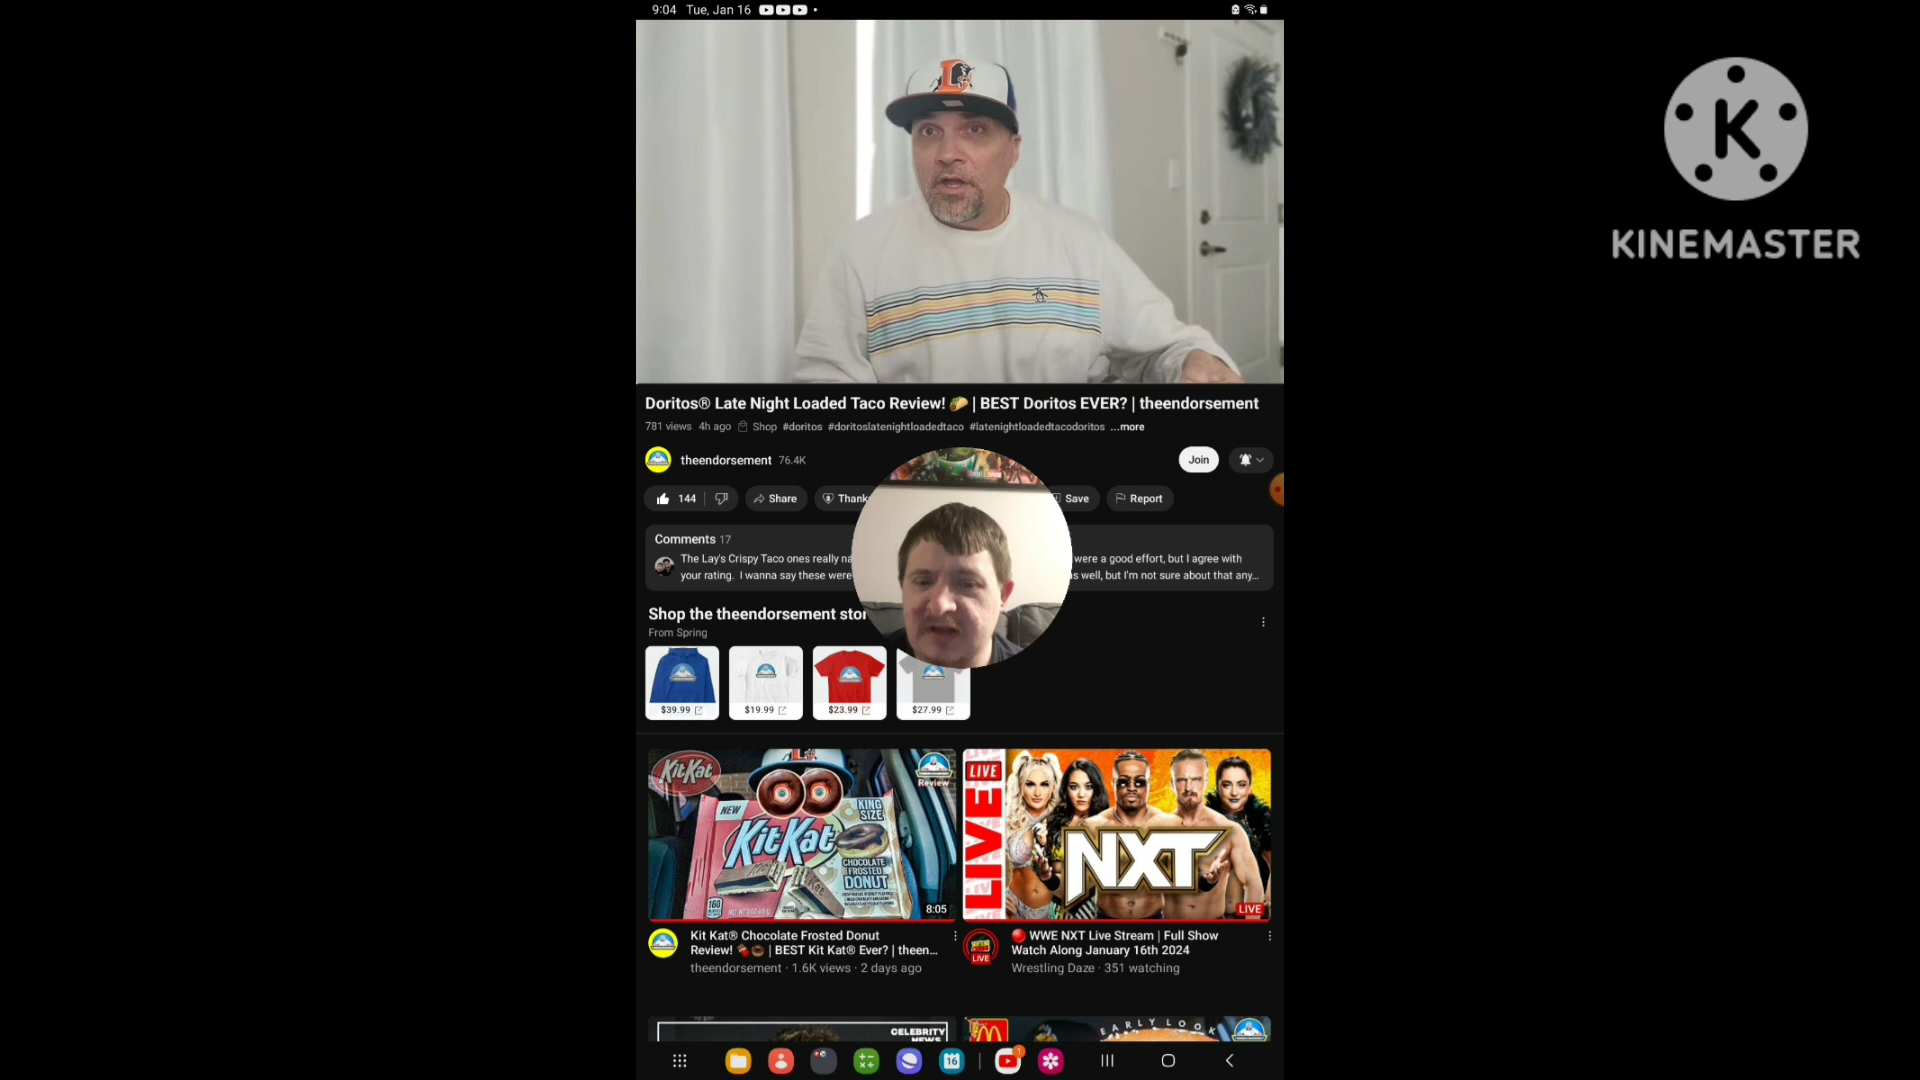 9:04 Tue, Jan 16
KINEMASTER
Doritos® Late Night Loaded Taco Review! 🌮 | BEST Doritos EVER? | theendorsement
781 views 4h ago Shop #doritos #doritoslatenightloadedtaco #latenightloadedtacodoritos ...more
theendorsement 76.4K
Join
144 Share Thank Save Report
Comments 17
The Lay's Crispy Taco ones really were a good effort, but I agree with
your rating. I wanna say these were well, but I'm not sure about that any...
Shop the theendorsement
From Spring
$39.99 $19.99 $23.99 $27.99
KitKat
Review
NEW
KING
SIZE
KitKat
CHOCOLATE
FROSTED
DONUT
160
8:05
LIVE
LIVE
NXT
LIVE
Kit Kat® Chocolate Frosted Donut
Review! 🍫🍩 | BEST Kit Kat® Ever? | theen...
theendorsement · 1.6K views · 2 days ago
LIVE
🔴 WWE NXT Live Stream | Full Show
Watch Along January 16th 2024
Wrestling Daze · 351 watching
CELEBRITY
NEWS
EARLY LOOK
16
1